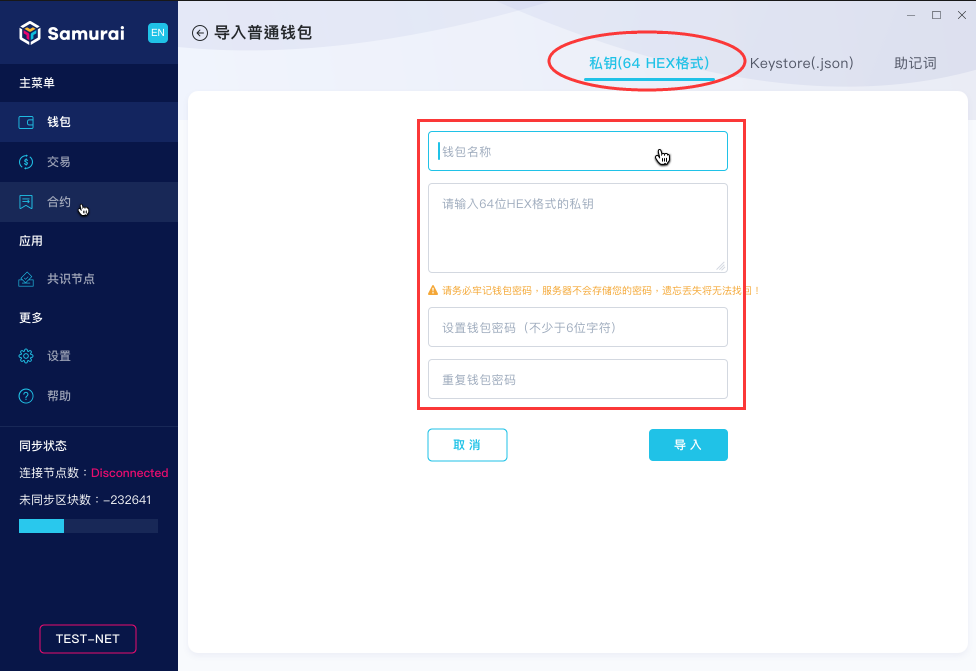 Samurai
EN
主菜单
钱包
交易
合约
应用
共识节点
更多
设置
帮助
同步状态
连接节点数：Disconnected
未同步区块数：-232641
TEST-NET
导入普通钱包
私钥(64 HEX格式)
Keystore(.json)
助记词
钱包名称
请输入64位HEX格式的私钥
请务必牢记钱包密码，服务器不会存储您的密码，遗忘丢失将无法找回！
设置钱包密码（不少于6位字符）
重复钱包密码
取消
导入